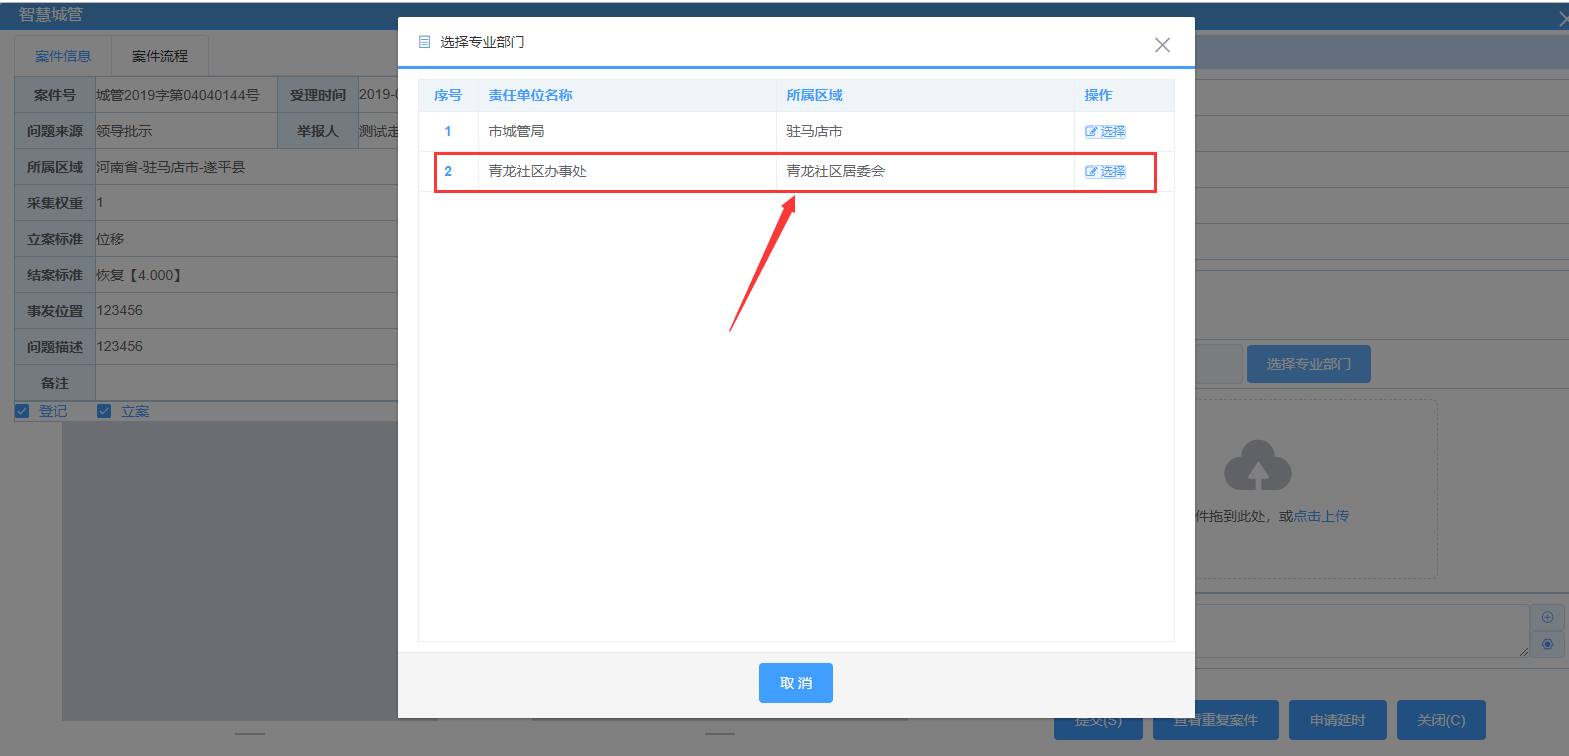 智慧城管
案件信息 案件流程
案件号 城管2019字第04040144号 受理时间 2019-
问题来源 领导批示 举报人 测试走
所属区域 河南省-驻马店市-遂平县
采集权重 1
立案标准 位移
结案标准 恢复【4.000】
事发位置 123456
问题描述 123456
备注
登记 立案
选择专业部门
序号 责任单位名称 所属区域 操作
1 市城管局 驻马店市 选择
2 青龙社区办事处 青龙社区居委会 选择
取 消
选择专业部门
件拖到此处，或点击上传
提交(S) 查看重复案件 申请延时 关闭(C)